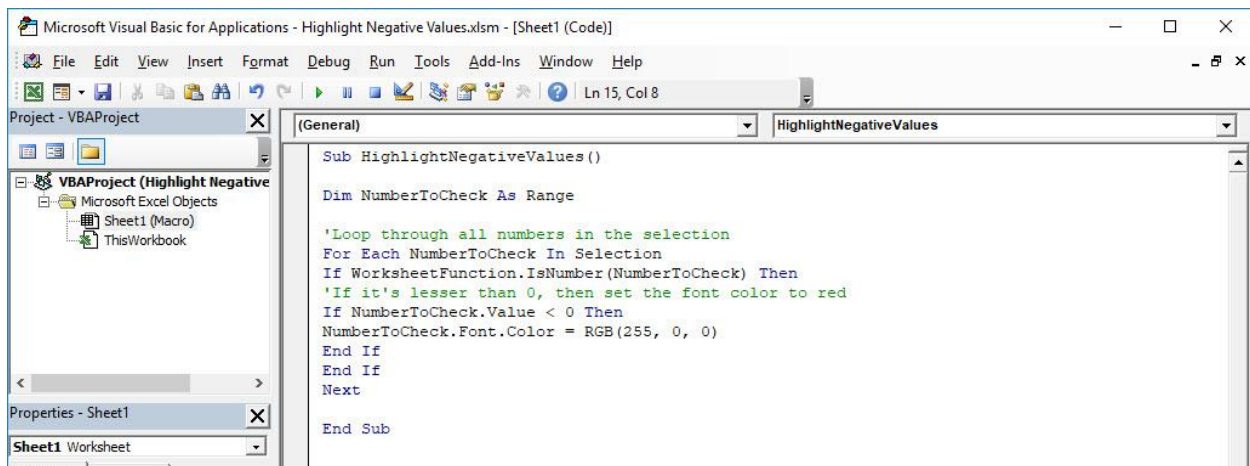 Microsoft Visual Basic for Applications - Highlight Negative Values.xlsm - [Sheet1 (Code)]
File Edit View Insert Format Debug Run Tools Add-Ins Window Help
Ln 15, Col 8
Project - VBAProject
VBAProject (Highlight Negative
Microsoft Excel Objects
Sheet1 (Macro)
ThisWorkbook
Properties - Sheet1
Sheet1 Worksheet
(General) HighlightNegativeValues
Sub HighlightNegativeValues()
Dim NumberToCheck As Range
'Loop through all numbers in the selection
For Each NumberToCheck In Selection
If WorksheetFunction.IsNumber(NumberToCheck) Then
'If it's lesser than 0, then set the font color to red
If NumberToCheck.Value < 0 Then
NumberToCheck.Font.Color = RGB(255, 0, 0)
End If
End If
Next
End Sub